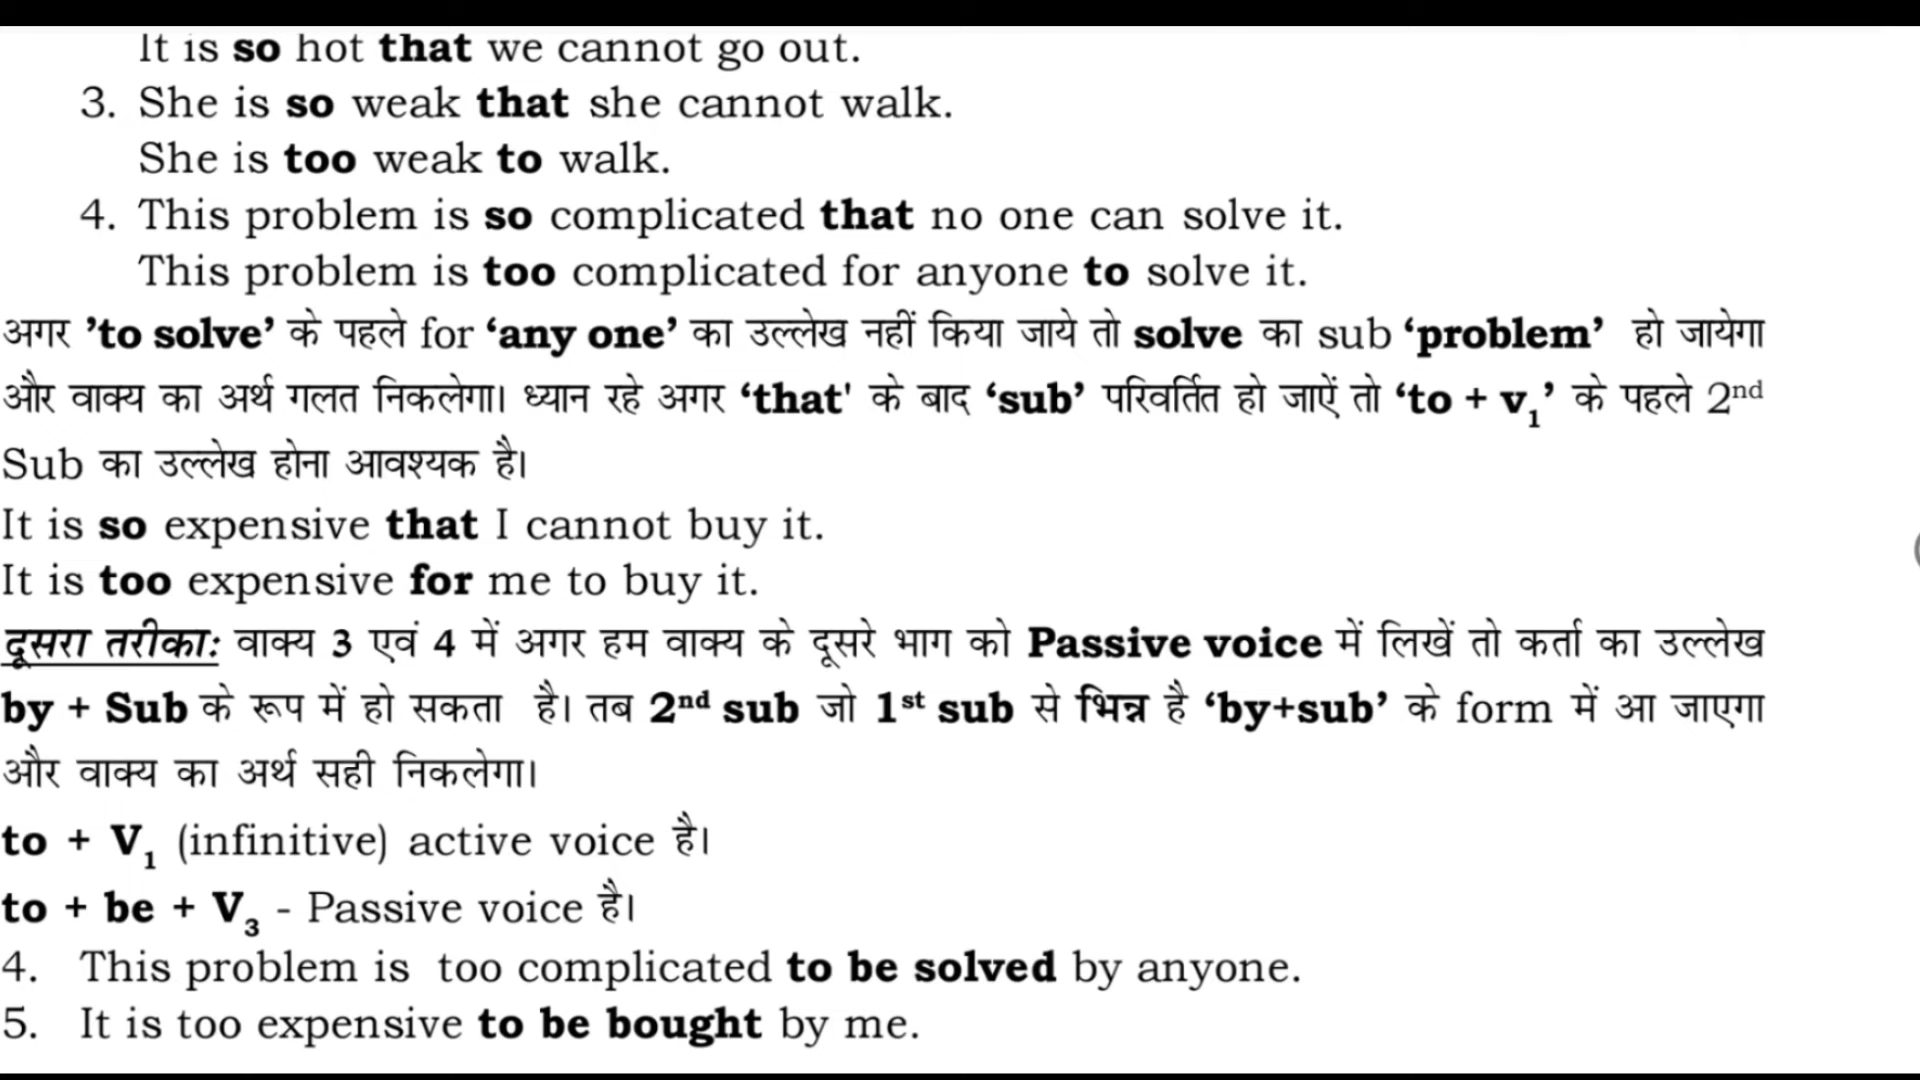 It is so hot that we cannot go out.
3. She is so weak that she cannot walk.
She is too weak to walk.
4. This problem is so complicated that no one can solve it.
This problem is too complicated for anyone to solve it.
अगर ’to solve’ के पहले for ‘any one’ का उल्लेख नहीं किया जाये तो solve का sub ‘problem’ हो जायेगा
और वाक्य का अर्थ गलत निकलेगा। ध्यान रहे अगर ‘that' के बाद ‘sub’ परिवर्तित हो जाऐं तो ‘to + v₁’ के पहले 2nd
Sub का उल्लेख होना आवश्यक है।
It is so expensive that I cannot buy it.
It is too expensive for me to buy it.
दूसरा तरीका: वाक्य 3 एवं 4 में अगर हम वाक्य के दूसरे भाग को Passive voice में लिखें तो कर्ता का उल्लेख
by + Sub के रूप में हो सकता है। तब 2nd sub जो 1st sub से भिन्न है ‘by+sub’ के form में आ जाएगा
और वाक्य का अर्थ सही निकलेगा।
to + V₁ (infinitive) active voice है।
to + be + V₃ - Passive voice है।
4. This problem is too complicated to be solved by anyone.
5. It is too expensive to be bought by me.